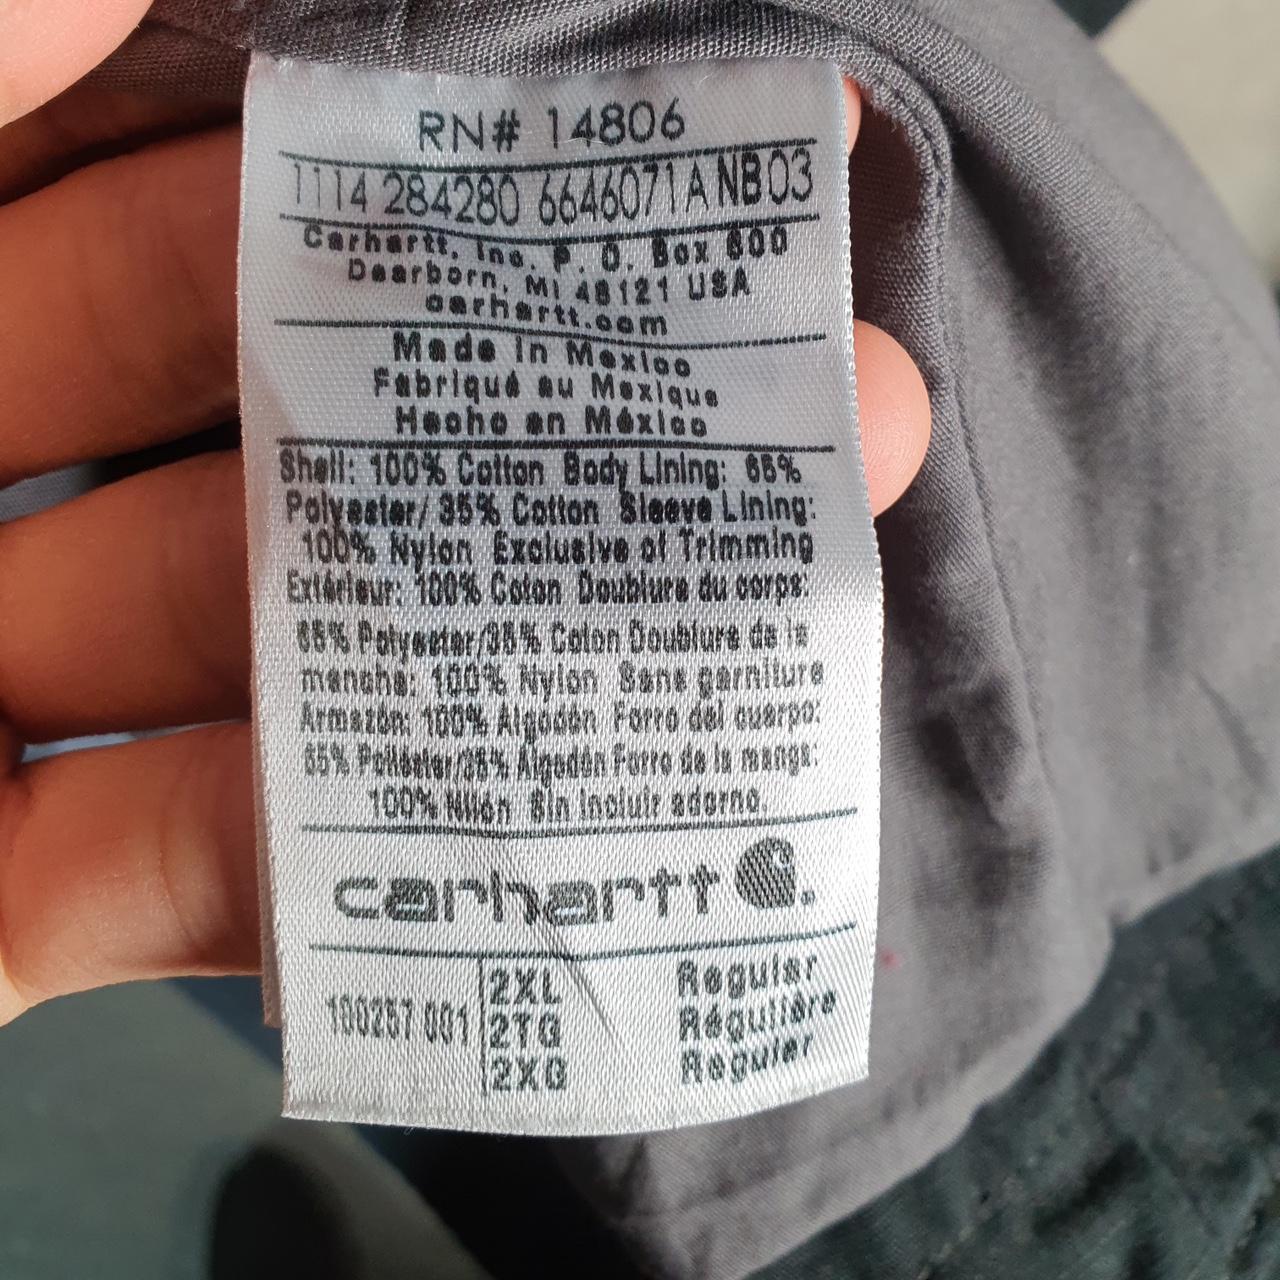 RN# 14806
1114 284280 6646071A NB03
Carhartt, Inc. P. O. Box 600
Dearborn, MI 48121 USA
carhartt.com
Made in Mexico
Fabriqué au Mexique
Hecho en México
Shell: 100% Cotton Body Lining: 65%
Polyester/ 35% Cotton Sleeve Lining:
100% Nylon Exclusive of Trimming
Extérieur: 100% Coton Doublure du corps:
65% Polyester/35% Coton Doublure de la
manche: 100% Nylon Sans garniture
Armazón: 100% Algodón Forro del cuerpo:
65% Poliéster/35% Algodón Forro de la manga:
100% Nilón Sin incluir adorno.
carhartt
100257 001
2XL Regular
2TG Régulière
2XG Regular